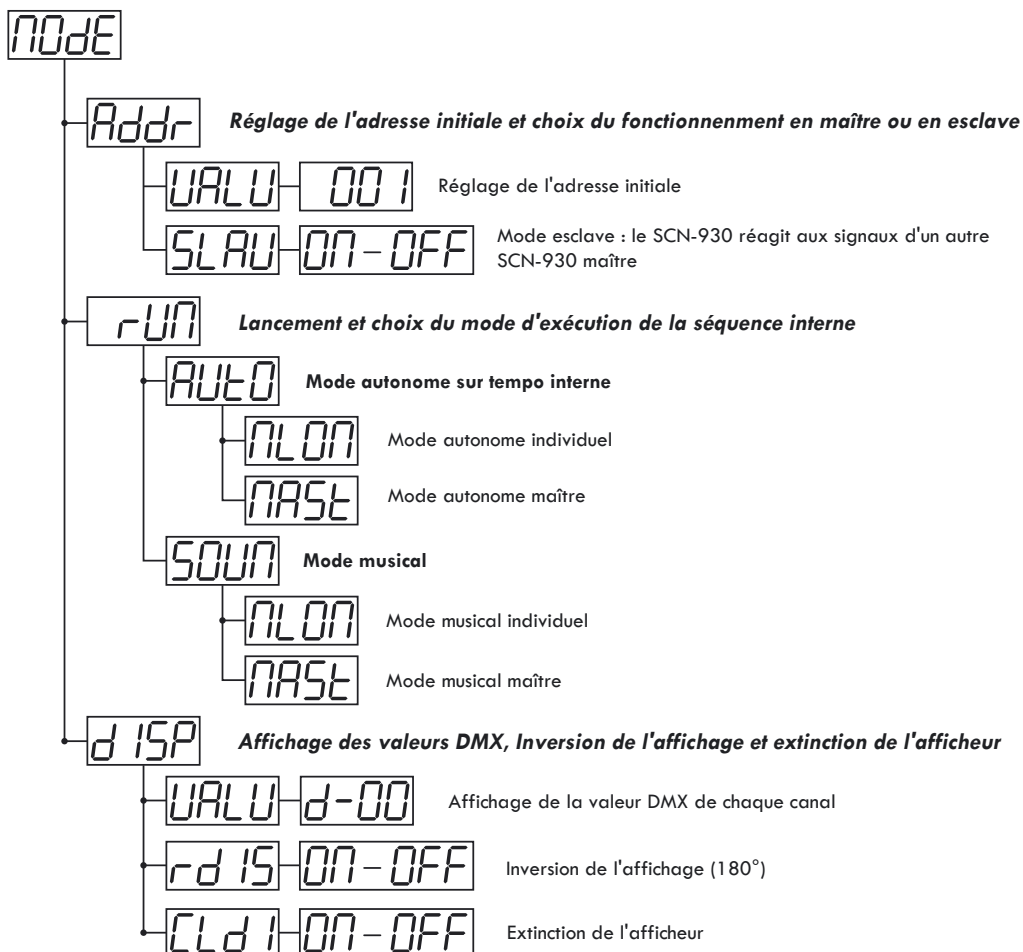 MOdE
Addr Réglage de l'adresse initiale et choix du fonctionnenment en maître ou en esclave
VALU 001 Réglage de l'adresse initiale
SLAV ON-OFF Mode esclave : le SCN-930 réagit aux signaux d'un autre
SCN-930 maître
rUN Lancement et choix du mode d'exécution de la séquence interne
AUtO Mode autonome sur tempo interne
ALON Mode autonome individuel
MASt Mode autonome maître
SOUN Mode musical
ALON Mode musical individuel
MASt Mode musical maître
dISP Affichage des valeurs DMX, Inversion de l'affichage et extinction de l'afficheur
VALU d-00 Affichage de la valeur DMX de chaque canal
rdIS ON-OFF Inversion de l'affichage (180°)
CLdI ON-OFF Extinction de l'afficheur